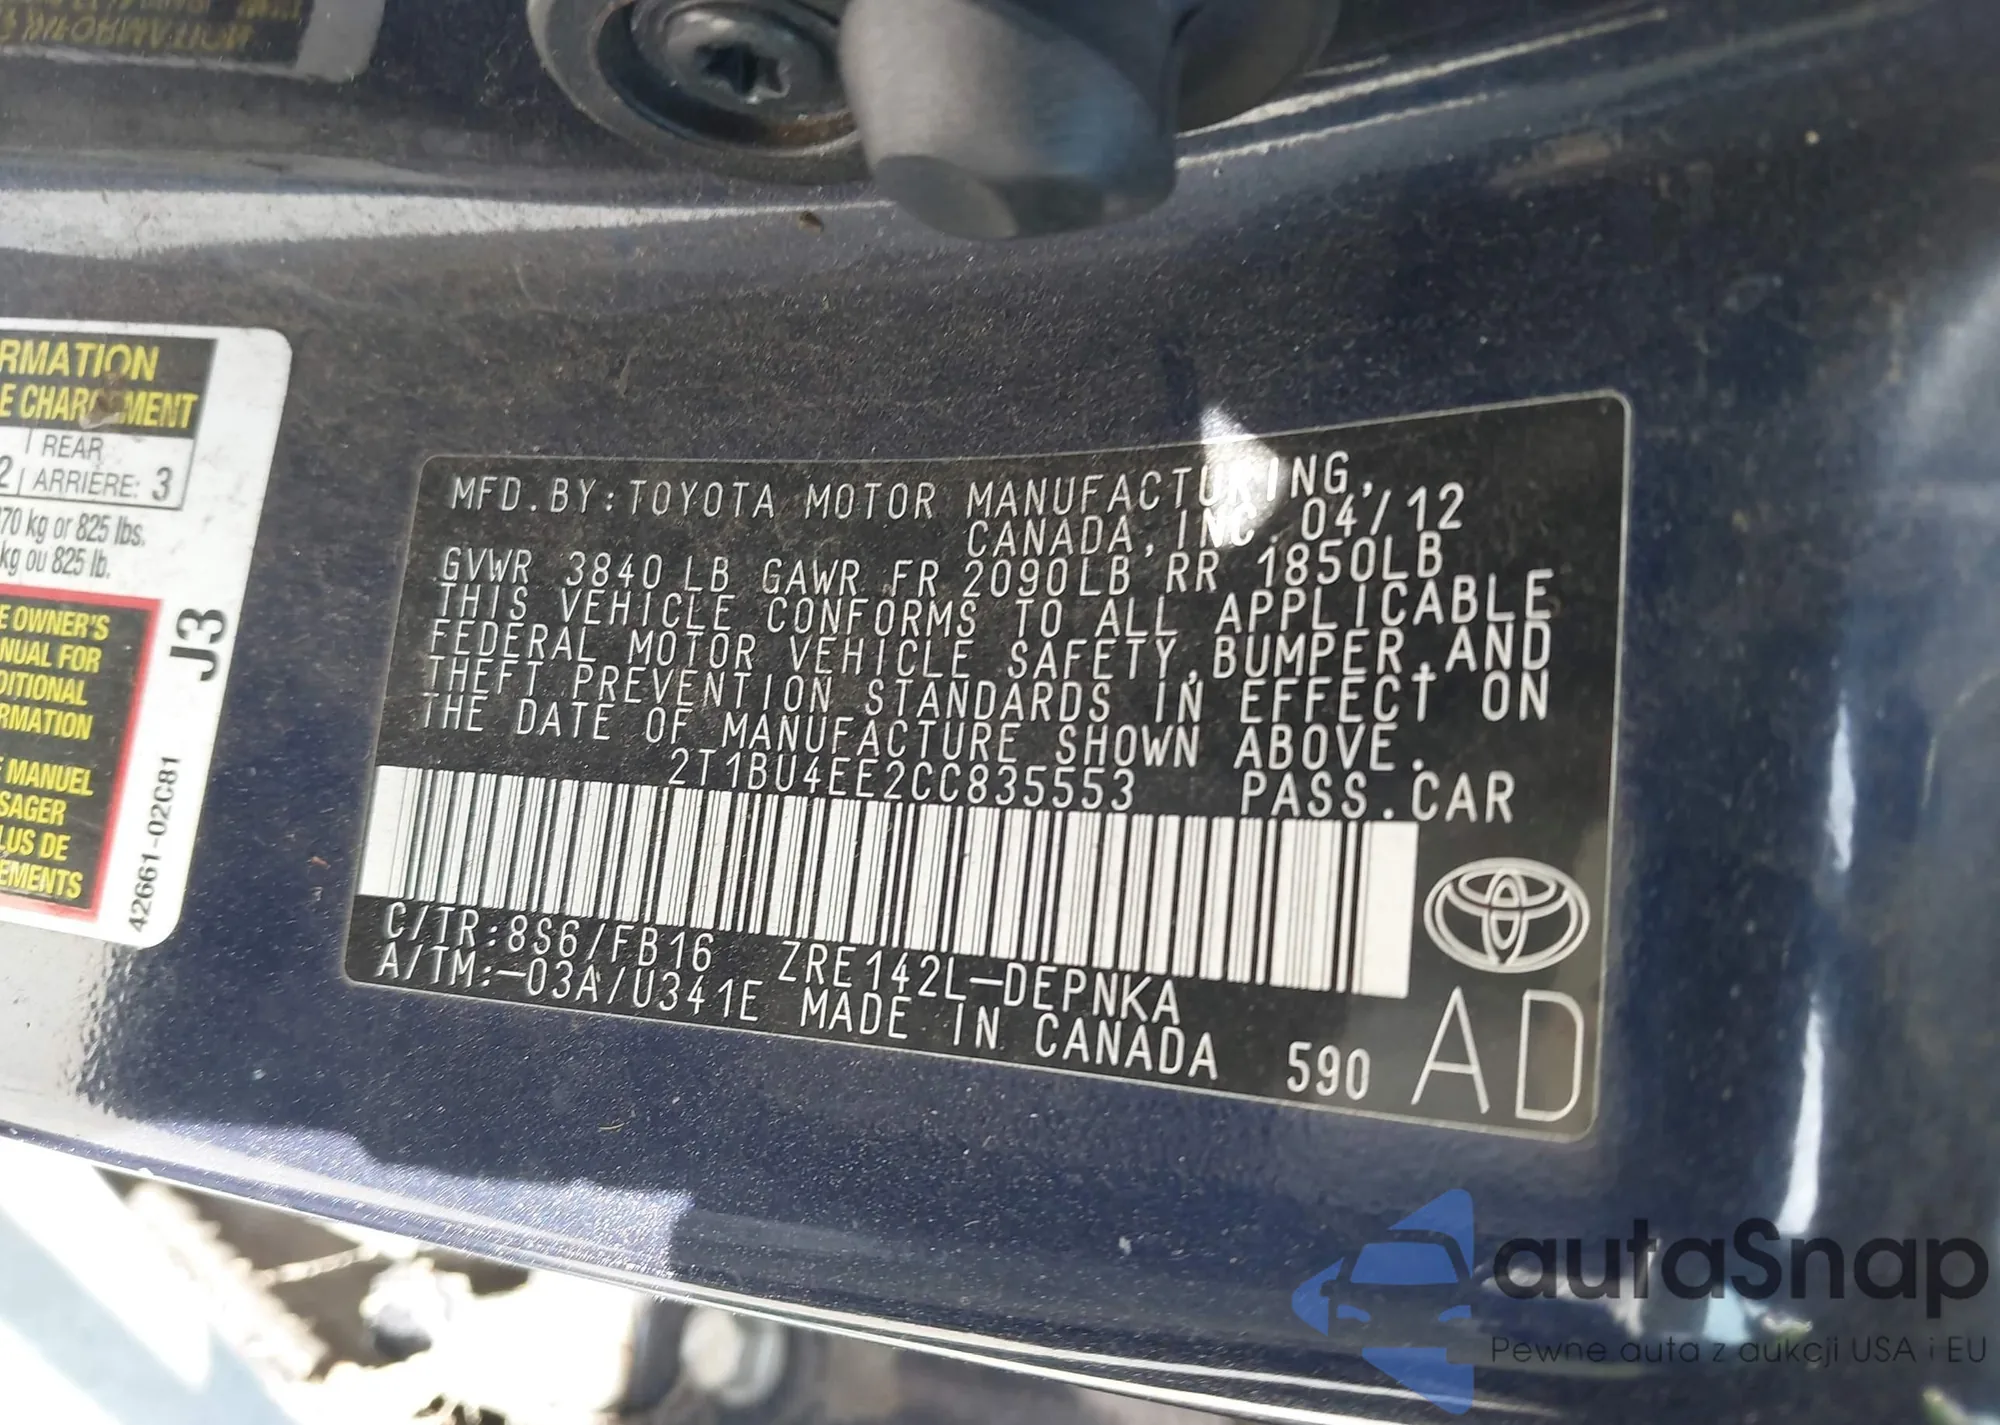 RMATION
E CHARGEMENT
REAR
2 ARRIÈRE: 3
70 kg or 825 lbs.
kg ou 825 lb.
E OWNER'S
NUAL FOR
DITIONAL
RMATION
E MANUEL
SAGER
LUS DE
EMENTS
J3
42661-02C81
MFD.BY:TOYOTA MOTOR MANUFACTURING,
CANADA,INC. 04/12
GVWR 3840LB GAWR FR 2090LB RR 1850LB
THIS VEHICLE CONFORMS TO ALL APPLICABLE
FEDERAL MOTOR VEHICLE SAFETY,BUMPER,AND
THEFT PREVENTION STANDARDS IN EFFECT ON
THE DATE OF MANUFACTURE SHOWN ABOVE.
2T1BU4EE2CC835553 PASS.CAR
C/TR:8S6/FB16 ZRE142L-DEPNKA
A/TM:-03A/U341E MADE IN CANADA 590 AD
autaSnap
Pewne auta z aukcji USA i EU